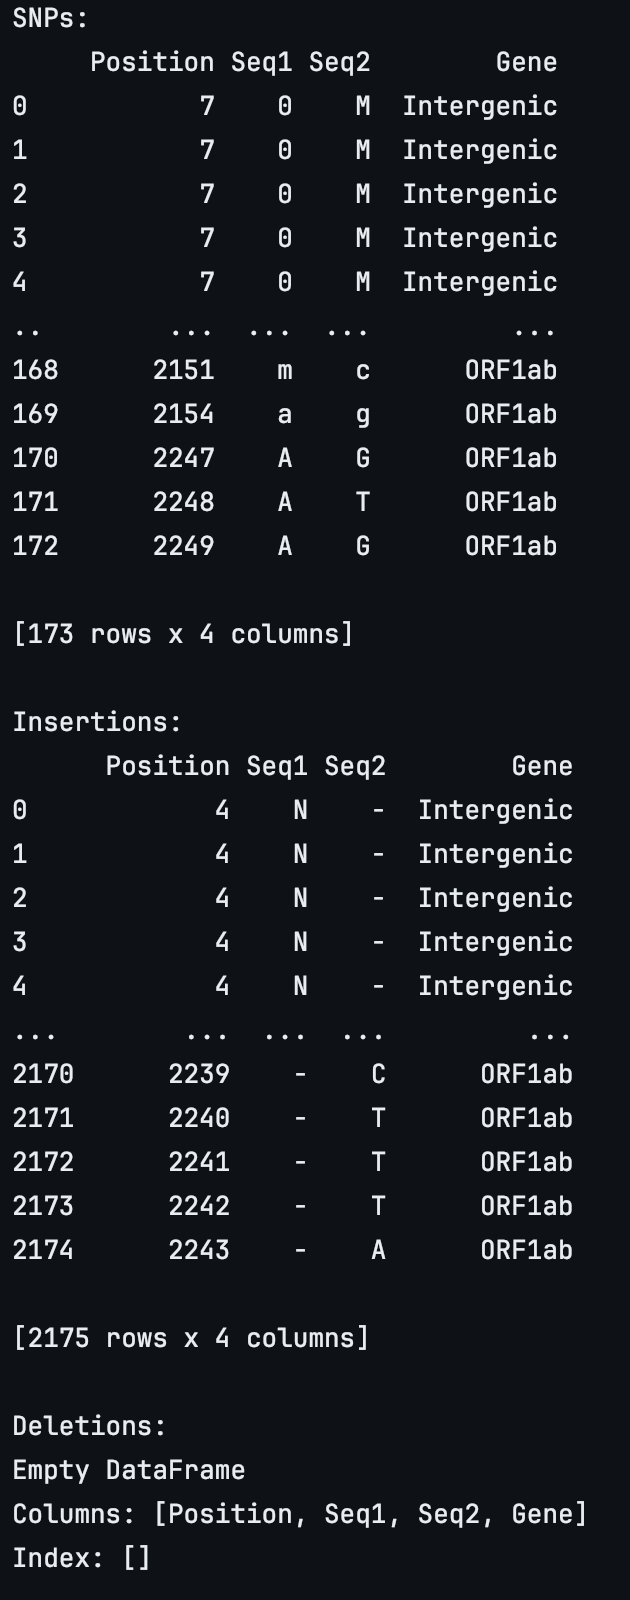 SNPs:
     Position Seq1 Seq2        Gene
0           7    0    M  Intergenic
1           7    0    M  Intergenic
2           7    0    M  Intergenic
3           7    0    M  Intergenic
4           7    0    M  Intergenic
..        ...  ...  ...         ...
168      2151    m    c      ORF1ab
169      2154    a    g      ORF1ab
170      2247    A    G      ORF1ab
171      2248    A    T      ORF1ab
172      2249    A    G      ORF1ab

[173 rows x 4 columns]

Insertions:
      Position Seq1 Seq2        Gene
0            4    N    -  Intergenic
1            4    N    -  Intergenic
2            4    N    -  Intergenic
3            4    N    -  Intergenic
4            4    N    -  Intergenic
...        ...  ...  ...         ...
2170      2239    -    C      ORF1ab
2171      2240    -    T      ORF1ab
2172      2241    -    T      ORF1ab
2173      2242    -    T      ORF1ab
2174      2243    -    A      ORF1ab

[2175 rows x 4 columns]

Deletions:
Empty DataFrame
Columns: [Position, Seq1, Seq2, Gene]
Index: []